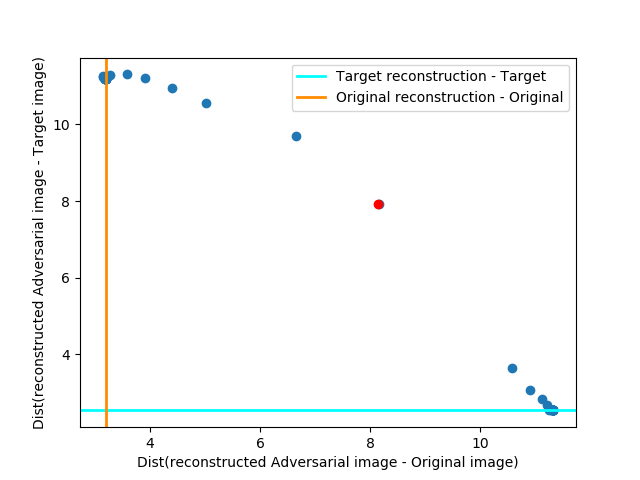 Target reconstruction - Target
Original reconstruction - Original
Dist(reconstructed Adversarial image - Target image)
10
8
6
4
4 6 8 10
Dist(reconstructed Adversarial image - Original image)